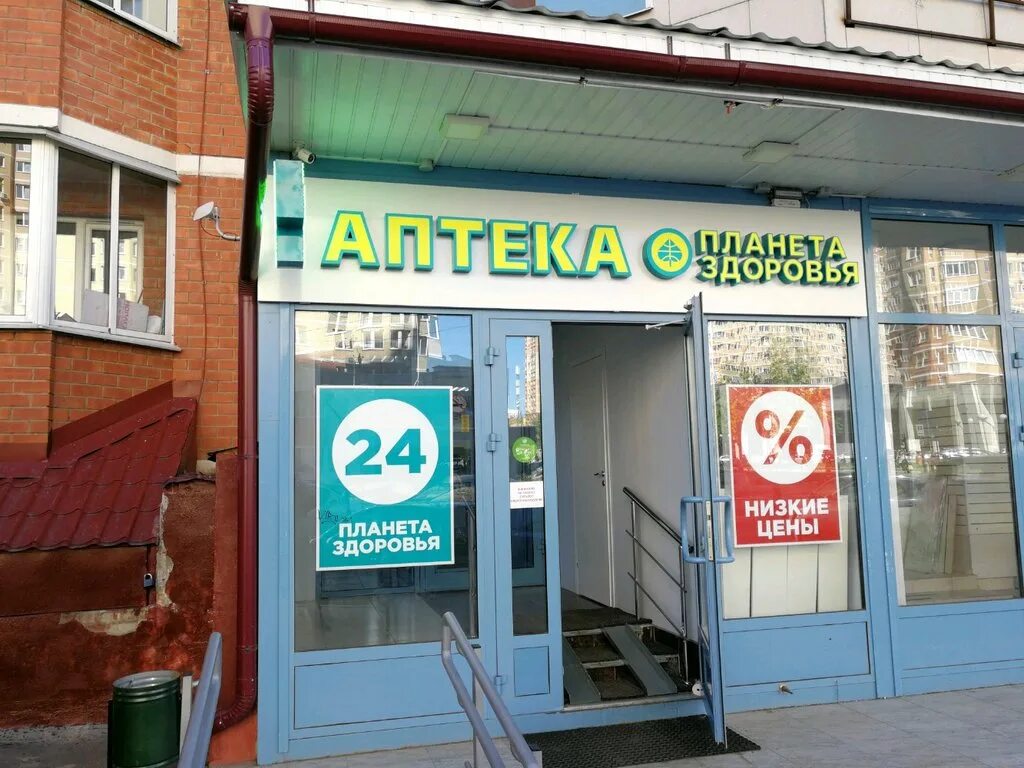 АПТЕКА
ПЛАНЕТА
ЗДОРОВЬЯ
24
ПЛАНЕТА
ЗДОРОВЬЯ
%
НИЗКИЕ
ЦЕНЫ